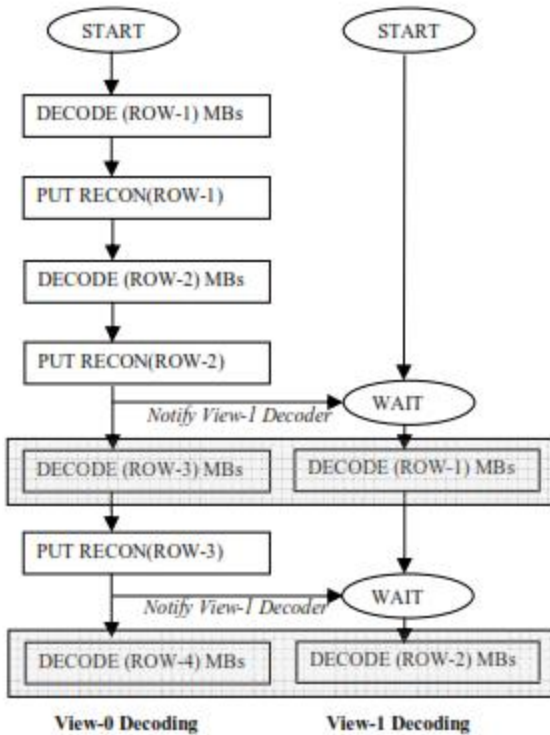 START
START
DECODE (ROW-1) MBs
PUT RECON(ROW-1)
DECODE (ROW-2) MBs
PUT RECON(ROW-2)
Notify View-1 Decoder
WAIT
DECODE (ROW-3) MBs
DECODE (ROW-1) MBs
PUT RECON(ROW-3)
Notify View-1 Decoder
WAIT
DECODE (ROW-4) MBs
DECODE (ROW-2) MBs
View-0 Decoding
View-1 Decoding